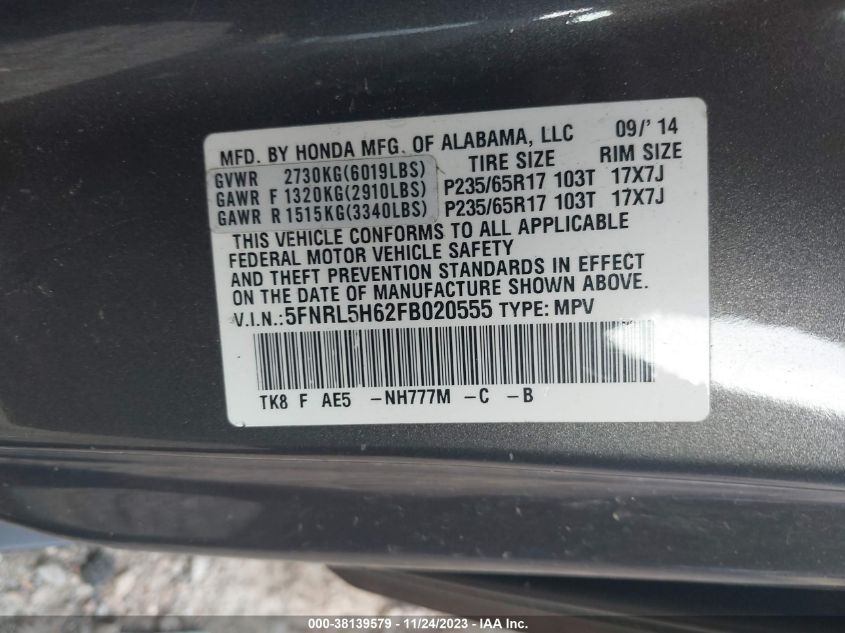 MFD. BY HONDA MFG. OF ALABAMA, LLC 09/' 14
GVWR 2730KG(6019LBS) TIRE SIZE RIM SIZE
GAWR F 1320KG(2910LBS) P235/65R17 103T 17X7J
GAWR R 1515KG(3340LBS) P235/65R17 103T 17X7J
THIS VEHICLE CONFORMS TO ALL APPLICABLE
FEDERAL MOTOR VEHICLE SAFETY
AND THEFT PREVENTION STANDARDS IN EFFECT
ON THE DATE OF MANUFACTURE SHOWN ABOVE.
V.I.N.:5FNRL5H62FB020555 TYPE: MPV
TK8 F AE5 -NH777M -C -B
000-38139579 - 11/24/2023 - EVW.